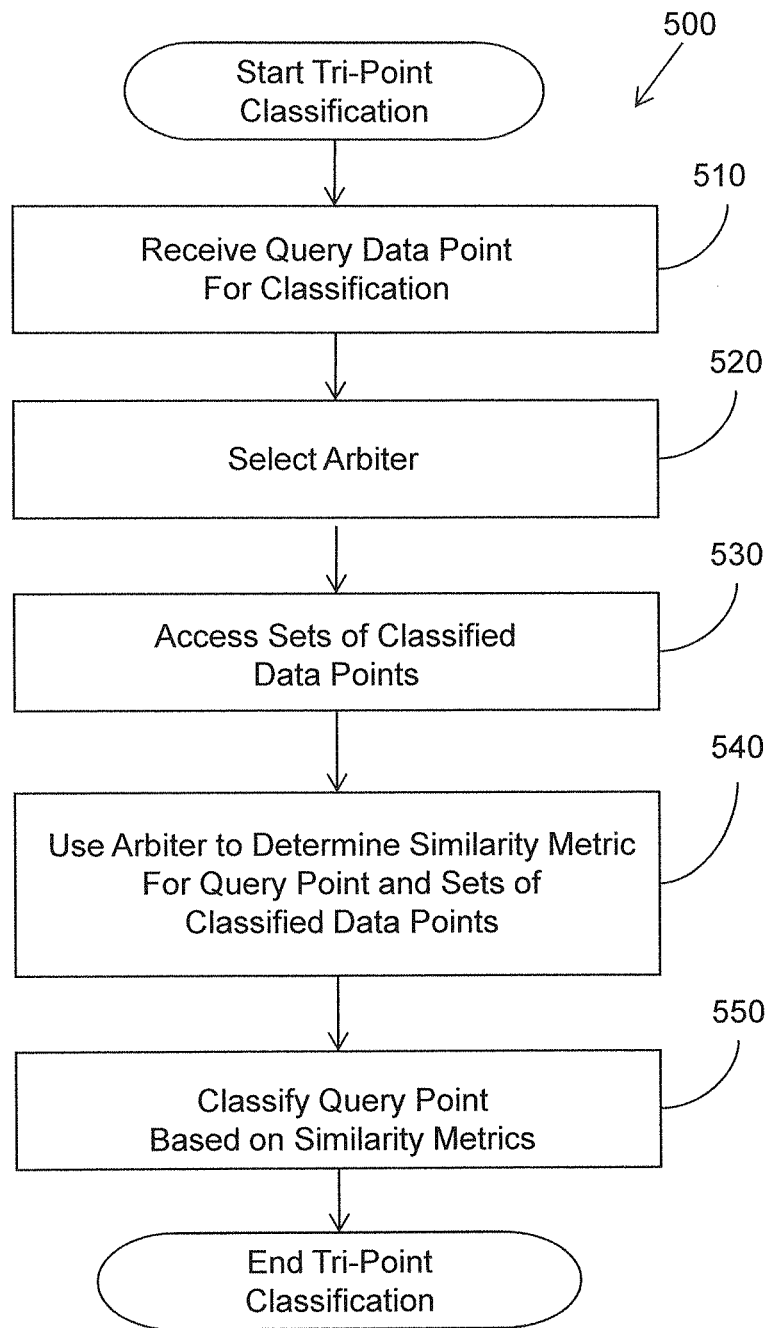 500
Start Tri-Point
Classification
510
Receive Query Data Point
For Classification
520
Select Arbiter
530
Access Sets of Classified
Data Points
540
Use Arbiter to Determine Similarity Metric
For Query Point and Sets of
Classified Data Points
550
Classify Query Point
Based on Similarity Metrics
End Tri-Point
Classification